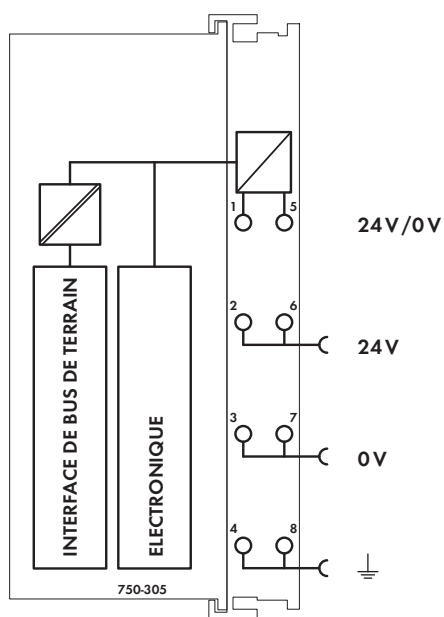 1 5
24V/0V
2 6
24V
3 7
0V
4 8
INTERFACE DE BUS DE TERRAIN
ELECTRONIQUE
750-305